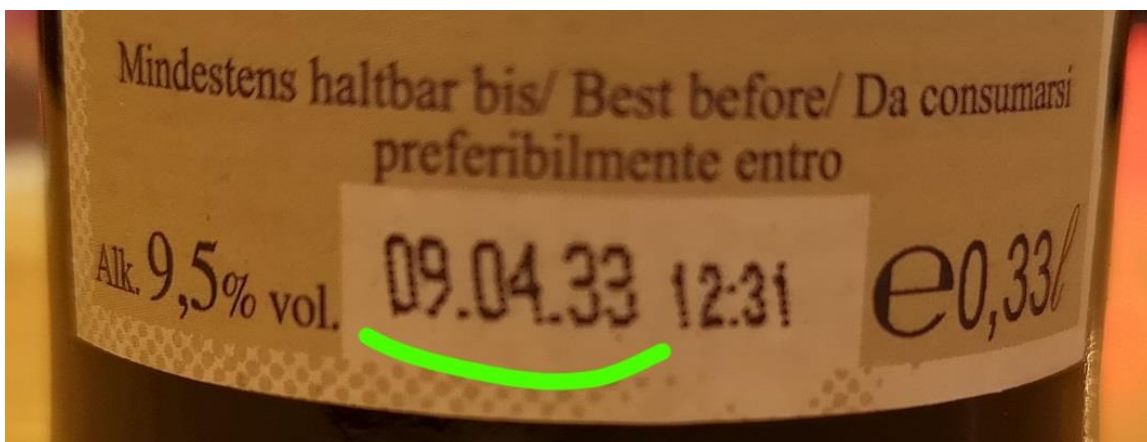 Mindestens haltbar bis/ Best before/ Da consumarsi
preferibilmente entro
Alk. 9,5% vol. 09.04.33 12:31 e0,33l